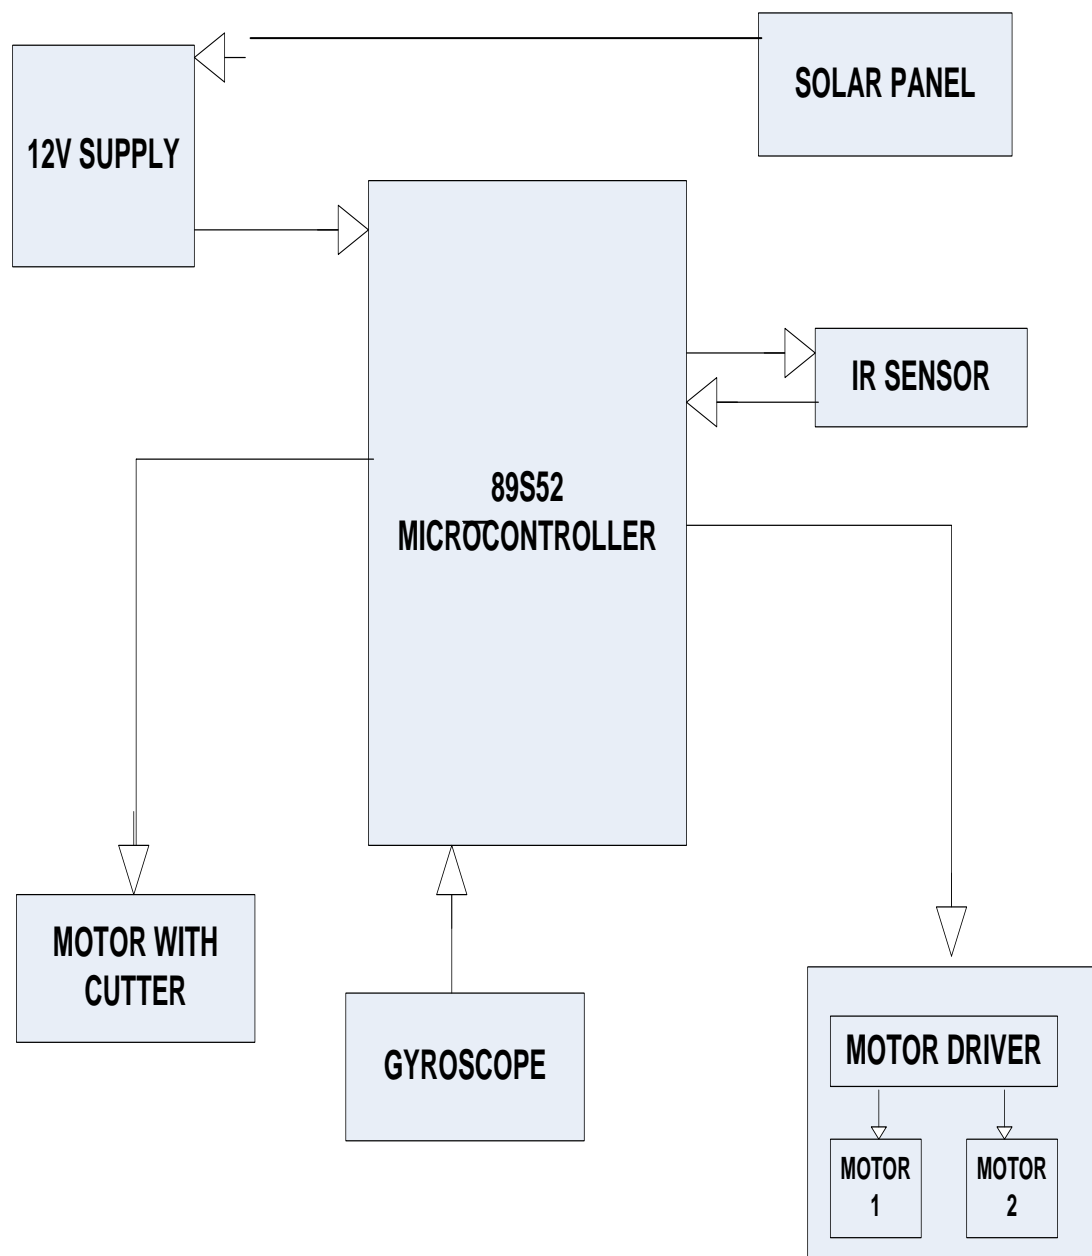 SOLAR PANEL
12V SUPPLY
IR SENSOR
89S52
MICROCONTROLLER
MOTOR WITH
CUTTER
GYROSCOPE
MOTOR DRIVER
MOTOR
1
MOTOR
2